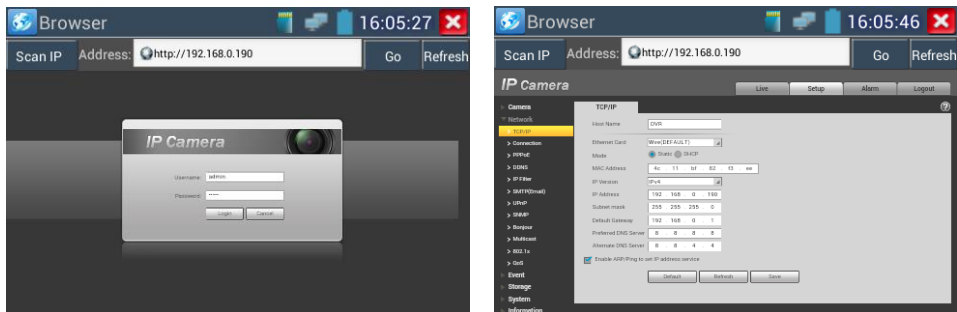 Browser
16:05:27
Scan IP
Address:
http://192.168.0.190
Go
Refresh
IP Camera
Username:
admin
Password:
•••••
Login
Cancel
Browser
16:05:46
Scan IP
Address:
http://192.168.0.190
Go
Refresh
IP Camera
Live
Setup
Alarm
Logout
Camera
Network
TCP/IP
Connection
PPPoE
DDNS
IP Filter
SMTP(Email)
UPnP
SNMP
Bonjour
Multicast
802.1x
QoS
Event
Storage
System
Information
TCP/IP
Host Name
Ethernet Card Wire(DEFAULT)
Mode Static DHCP
MAC Address 4c . 11 . bf . 82 . f3 . ee
IP Version IPv4
IP Address 192 . 168 . 0 . 190
Subnet mask 255 . 255 . 255 . 0
Default Gateway 192 . 168 . 0 . 1
Preferred DNS Server 8 . 8 . 8 . 8
Alternate DNS Server 8 . 8 . 4 . 4
Enable ARP/Ping to set IP address service
Default Refresh Save